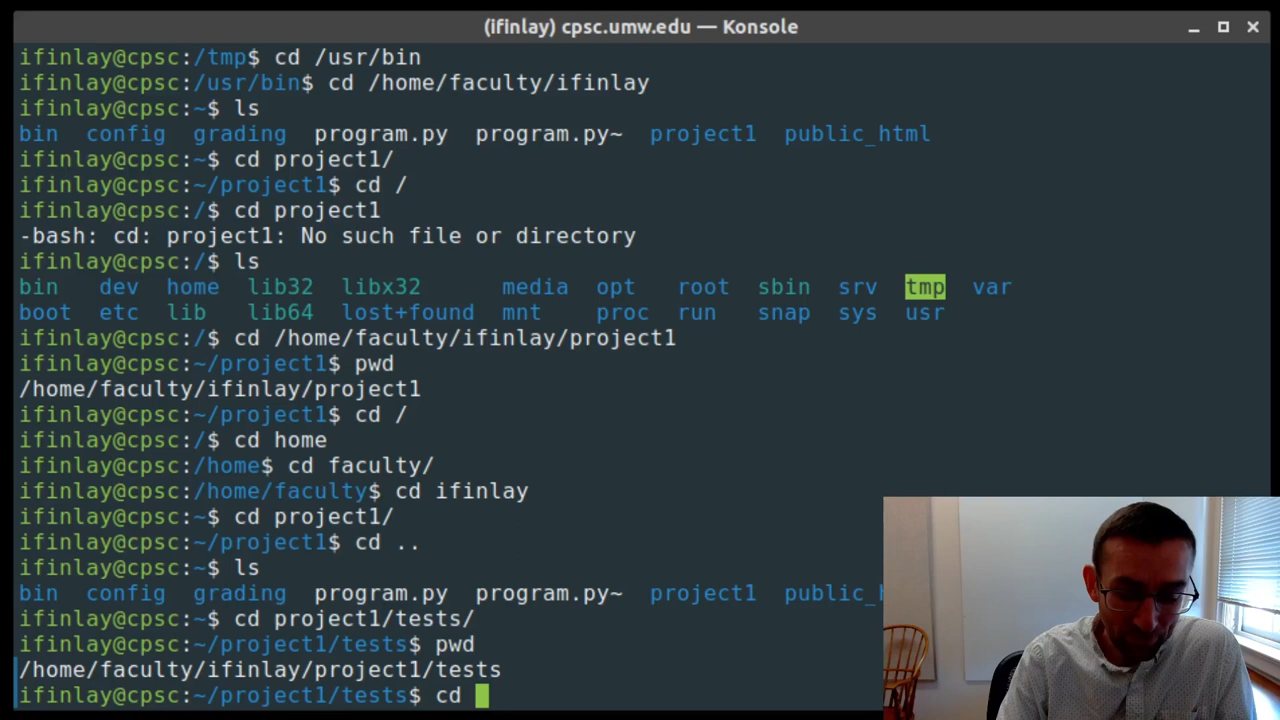 (ifinlay) cpsc.umw.edu — Konsole
ifinlay@cpsc:/tmp$ cd /usr/bin
ifinlay@cpsc:/usr/bin$ cd /home/faculty/ifinlay
ifinlay@cpsc:~$ ls
bin config grading program.py program.py~ project1 public_html
ifinlay@cpsc:~$ cd project1/
ifinlay@cpsc:~/project1$ cd /
ifinlay@cpsc:/$ cd project1
-bash: cd: project1: No such file or directory
ifinlay@cpsc:/$ ls
bin dev home lib32 libx32 media opt root sbin srv tmp var
boot etc lib lib64 lost+found mnt proc run snap sys usr
ifinlay@cpsc:/$ cd /home/faculty/ifinlay/project1
ifinlay@cpsc:~/project1$ pwd
/home/faculty/ifinlay/project1
ifinlay@cpsc:~/project1$ cd /
ifinlay@cpsc:/$ cd home
ifinlay@cpsc:/home$ cd faculty/
ifinlay@cpsc:/home/faculty$ cd ifinlay
ifinlay@cpsc:~$ cd project1/
ifinlay@cpsc:~/project1$ cd ..
ifinlay@cpsc:~$ ls
bin config grading program.py program.py~ project1 public_h
ifinlay@cpsc:~$ cd project1/tests/
ifinlay@cpsc:~/project1/tests$ pwd
/home/faculty/ifinlay/project1/tests
ifinlay@cpsc:~/project1/tests$ cd